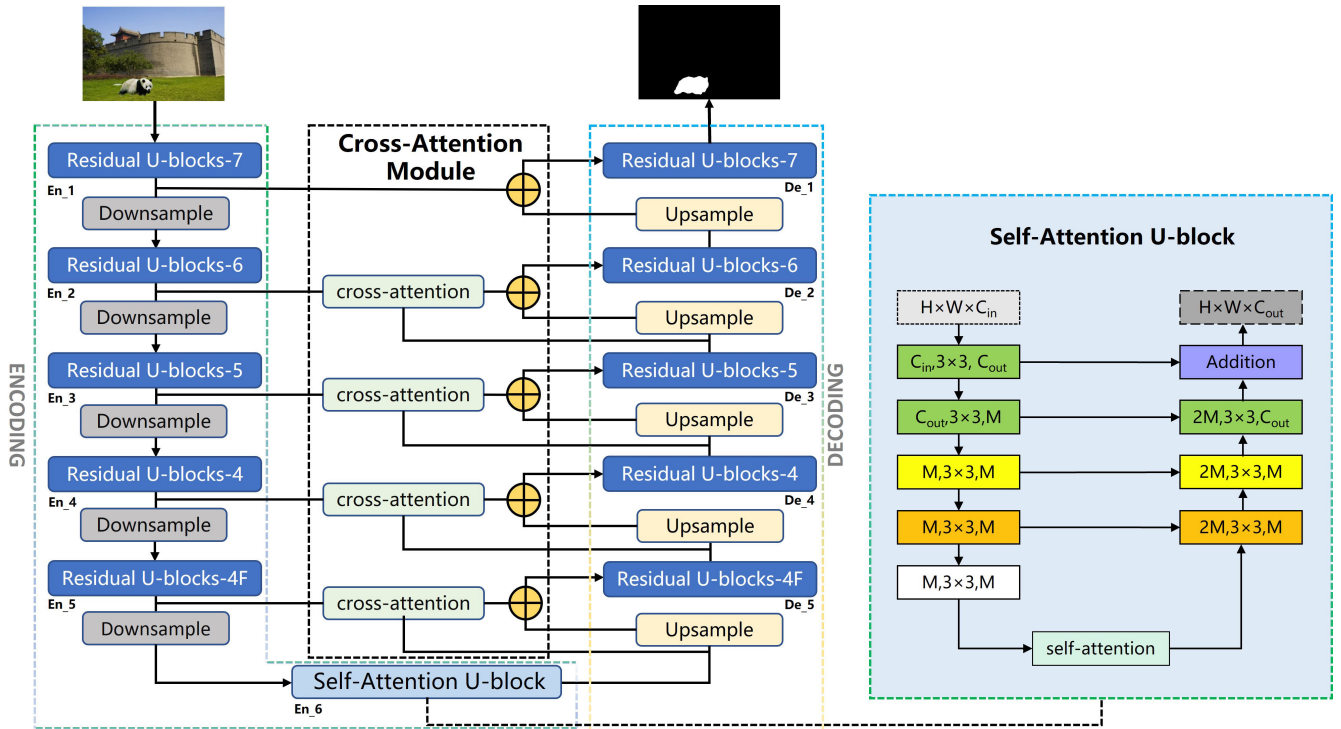 Cross-Attention
Module
ENCODING
Residual U-blocks-7
En_1
Downsample
Residual U-blocks-6
En_2
Downsample
Residual U-blocks-5
En_3
Downsample
Residual U-blocks-4
En_4
Downsample
Residual U-blocks-4F
En_5
Downsample
Self-Attention U-block
En_6
cross-attention
cross-attention
cross-attention
cross-attention
Residual U-blocks-7
De_1
Upsample
Residual U-blocks-6
De_2
Upsample
Residual U-blocks-5
De_3
Upsample
Residual U-blocks-4
De_4
Upsample
Residual U-blocks-4F
De_5
Upsample
DECODING
Self-Attention U-block
H×W×Cin
H×W×Cout
Cin,3×3, Cout
Addition
Cout,3×3,M
2M,3×3,Cout
M,3×3,M
2M,3×3,M
M,3×3,M
2M,3×3,M
M,3×3,M
self-attention